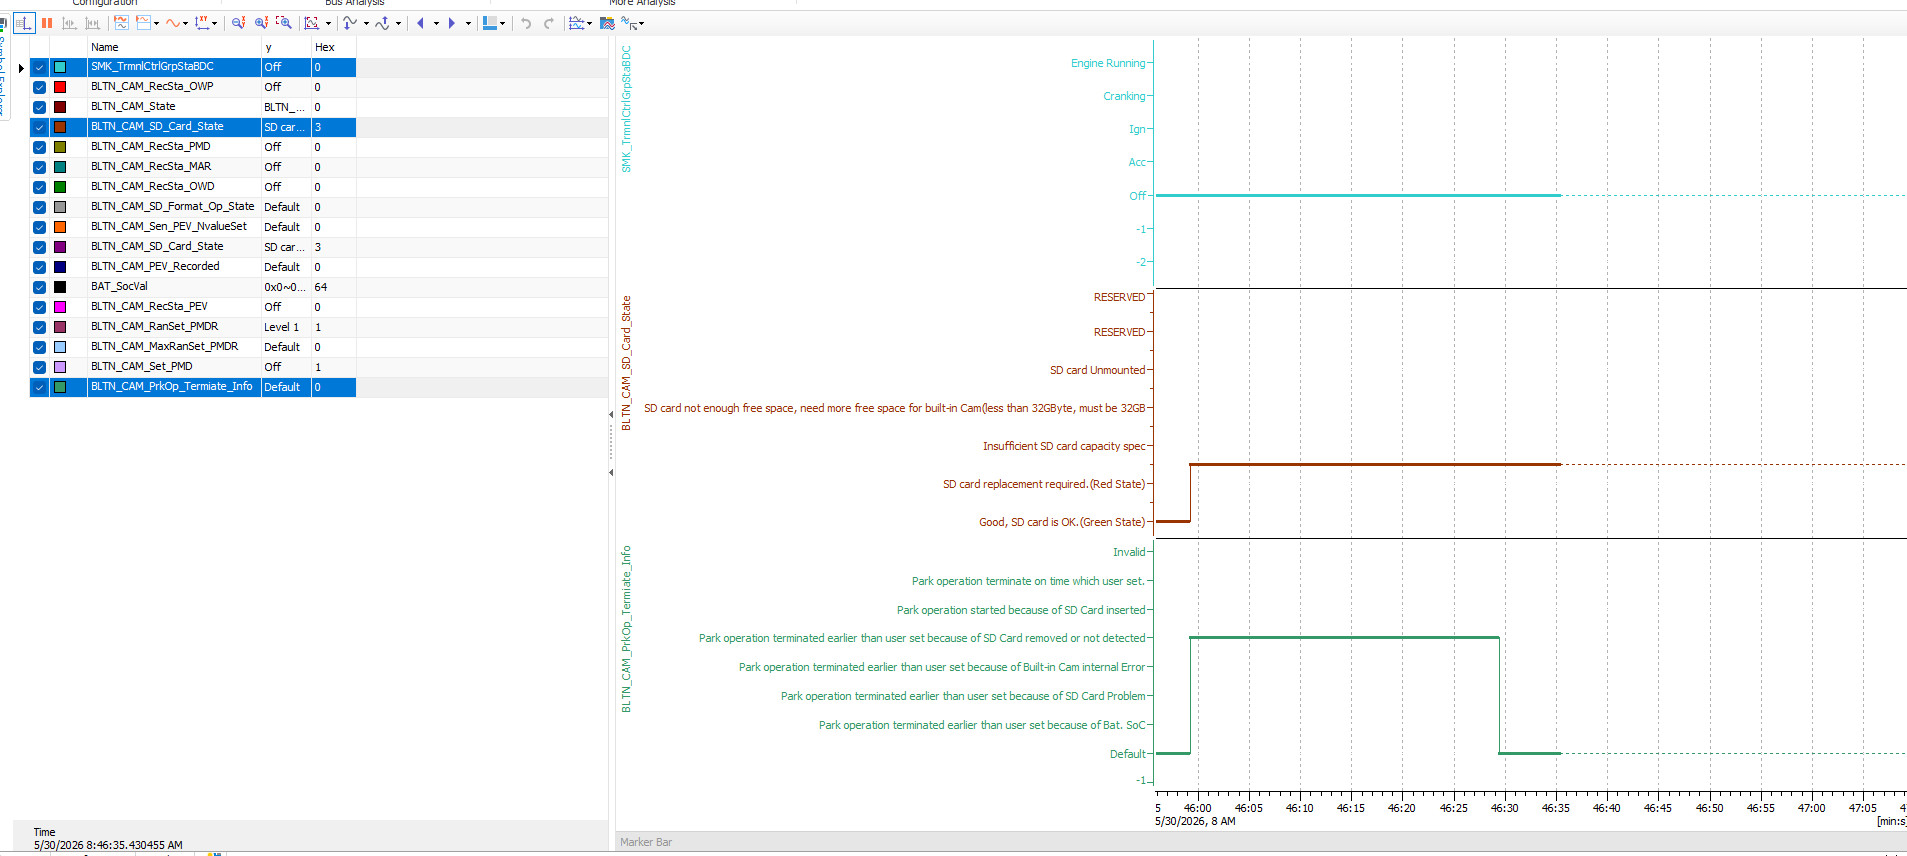 Configuration
Bus Analysis
More Analysis
Name y Hex
SMK_TrmnlCtrlGrpStaBDC Off 0
BLTN_CAM_RecSta_OWP Off 0
BLTN_CAM_State BLTN_... 0
BLTN_CAM_SD_Card_State SD car... 3
BLTN_CAM_RecSta_PMD Off 0
BLTN_CAM_RecSta_MAR Off 0
BLTN_CAM_RecSta_OWD Off 0
BLTN_CAM_SD_Format_Op_State Default 0
BLTN_CAM_Sen_PEV_NvalueSet Default 0
BLTN_CAM_SD_Card_State SD car... 3
BLTN_CAM_PEV_Recorded Default 0
BAT_SocVal 0x0~0... 64
BLTN_CAM_RecSta_PEV Off 0
BLTN_CAM_RanSet_PMDR Level 1 1
BLTN_CAM_MaxRanSet_PMDR Default 0
BLTN_CAM_Set_PMD Off 1
BLTN_CAM_PrkOp_Termiate_Info Default 0
Time
5/30/2026 8:46:35.430455 AM
SMK_TrmnlCtrlGrpStaBDC
Engine Running
Cranking
Ign
Acc
Off
-1
-2
BLTN_CAM_SD_Card_State
RESERVED
RESERVED
SD card Unmounted
SD card not enough free space, need more free space for built-in Cam(less than 32GByte, must be 32GB
Insufficient SD card capacity spec
SD card replacement required.(Red State)
Good, SD card is OK.(Green State)
BLTN_CAM_PrkOp_Termiate_Info
Invalid
Park operation terminate on time which user set.
Park operation started because of SD Card inserted
Park operation terminated earlier than user set because of SD Card removed or not detected
Park operation terminated earlier than user set because of Built-in Cam internal Error
Park operation terminated earlier than user set because of SD Card Problem
Park operation terminated earlier than user set because of Bat. SoC
Default
-1
5 46:00 46:05 46:10 46:15 46:20 46:25 46:30 46:35 46:40 46:45 46:50 46:55 47:00 47:05
5/30/2026, 8 AM [min:s]
Marker Bar